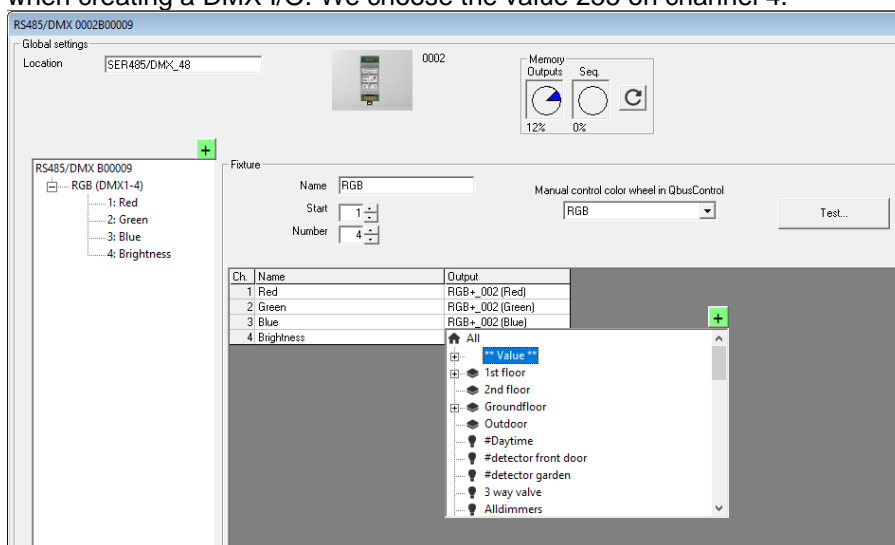 when creating a DMX I/O. We choose the value 255 on channel 4.
RS485/DMX 0002B00009
Global settings
Location SER485/DMX_48
0002
Memory
Outputs Seq.
12% 0%
+
RS485/DMX B00009
RGB (DMX1-4)
1: Red
2: Green
3: Blue
4: Brightness
Fixture
Name RGB
Start 1
Number 4
Manual control color wheel in QbusControl
RGB
Test...
Ch. Name Output
1 Red RGB+_002 (Red)
2 Green RGB+_002 (Green)
3 Blue RGB+_002 (Blue)
4 Brightness
+
All
** Value **
1st floor
2nd floor
Groundfloor
Outdoor
#Daytime
#detector front door
#detector garden
3 way valve
Alldimmers